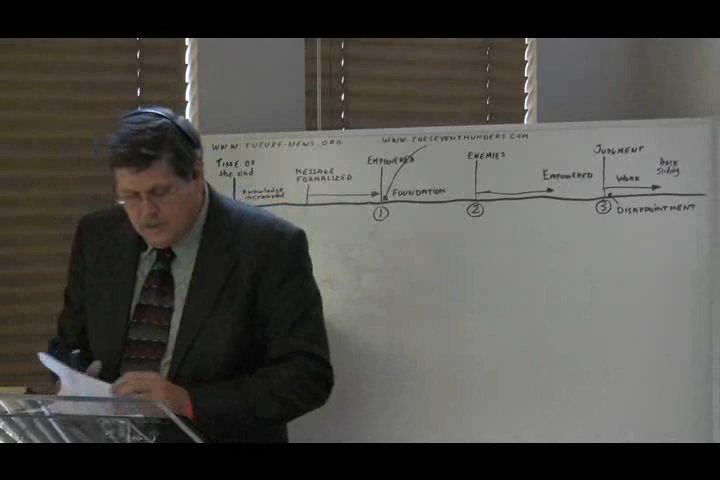 WWW.FUTURE-NEWS.ORG
WWW.THESEVENTHUNDERS.COM
TIME OF
the end
Knowledge
increased
MESSAGE
FORMALIZED
EMPOWERED
FOUNDATION
1
ENEMIES
EMPOWERED
2
JUDGMENT
WORK
Back
Sliding
3
DISAPPOINTMENT